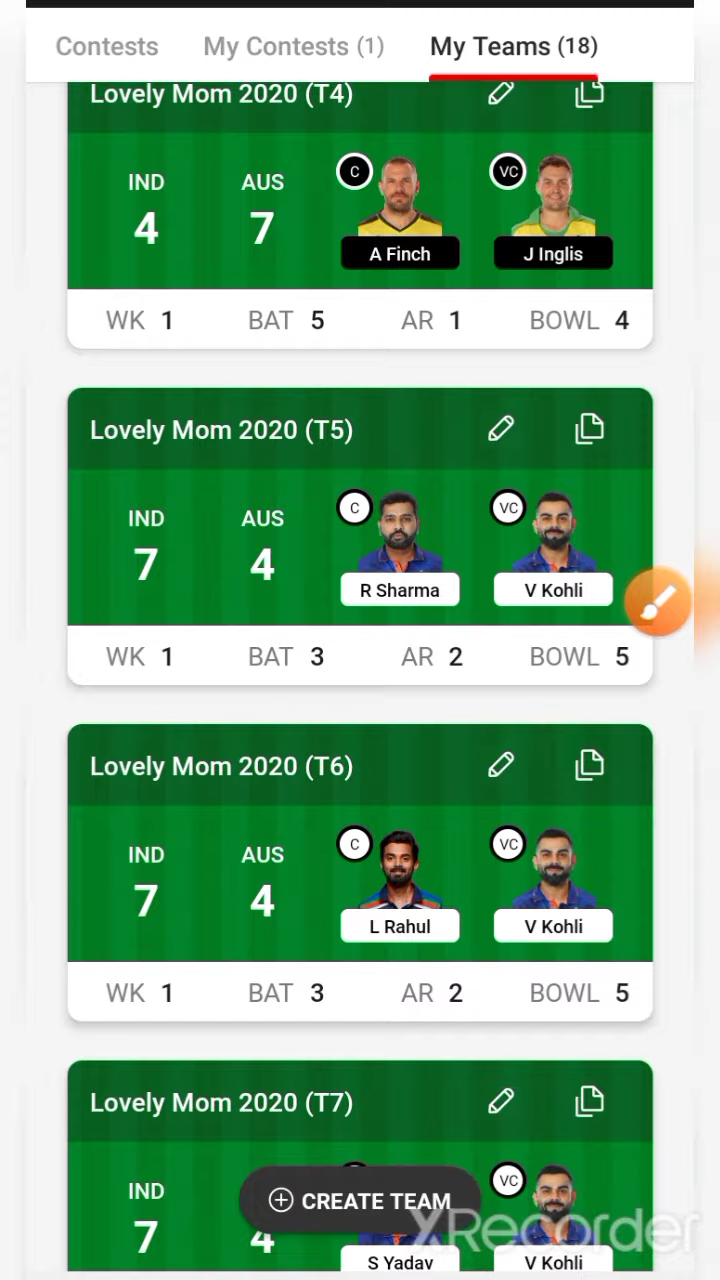 Contests My Contests (1) My Teams (18)
Lovely Mom 2020 (T4)
C VC
IND AUS
4 7
A Finch J Inglis
WK 1 BAT 5 AR 1 BOWL 4
Lovely Mom 2020 (T5)
C VC
IND AUS
7 4
R Sharma V Kohli
WK 1 BAT 3 AR 2 BOWL 5
Lovely Mom 2020 (T6)
C VC
IND AUS
7 4
L Rahul V Kohli
WK 1 BAT 3 AR 2 BOWL 5
Lovely Mom 2020 (T7)
VC
IND
CREATE TEAM
7 4
XRecorder
S Yadav V Kohli